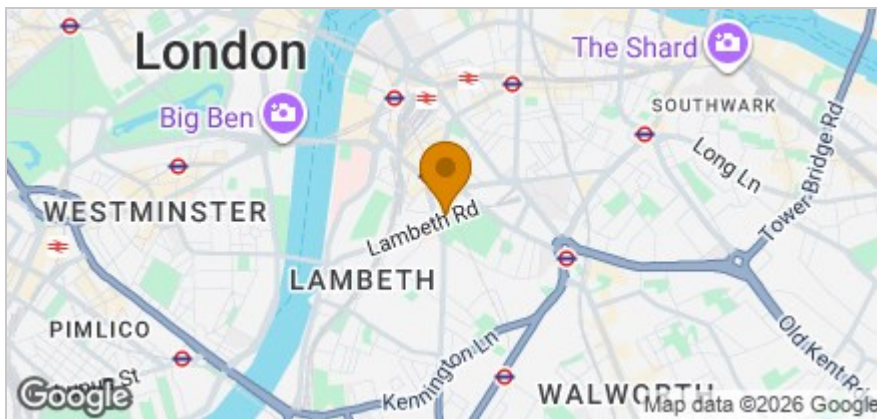 London
The Shard
Big Ben
SOUTHWARK
Long Ln
Tower Bridge Rd
WESTMINSTER
Lambeth Rd
LAMBETH
PIMLICO
Kennington Ln
Old Kent Rd
WALWORTH
Google
Map data ©2026 Google